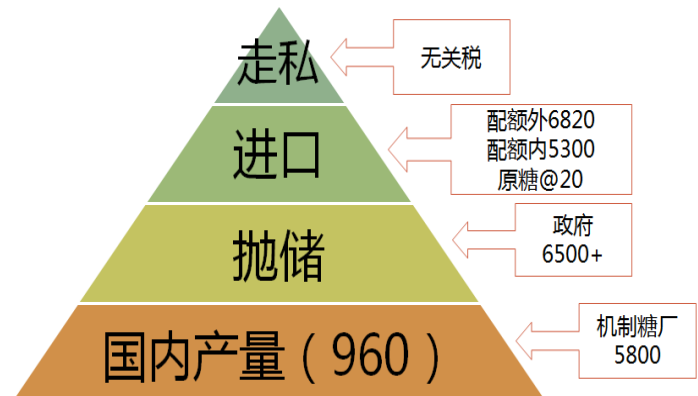 走私
无关税
进口
配额外6820
配额内5300
原糖@20
抛储
政府
6500+
国内产量（960）
机制糖厂
5800